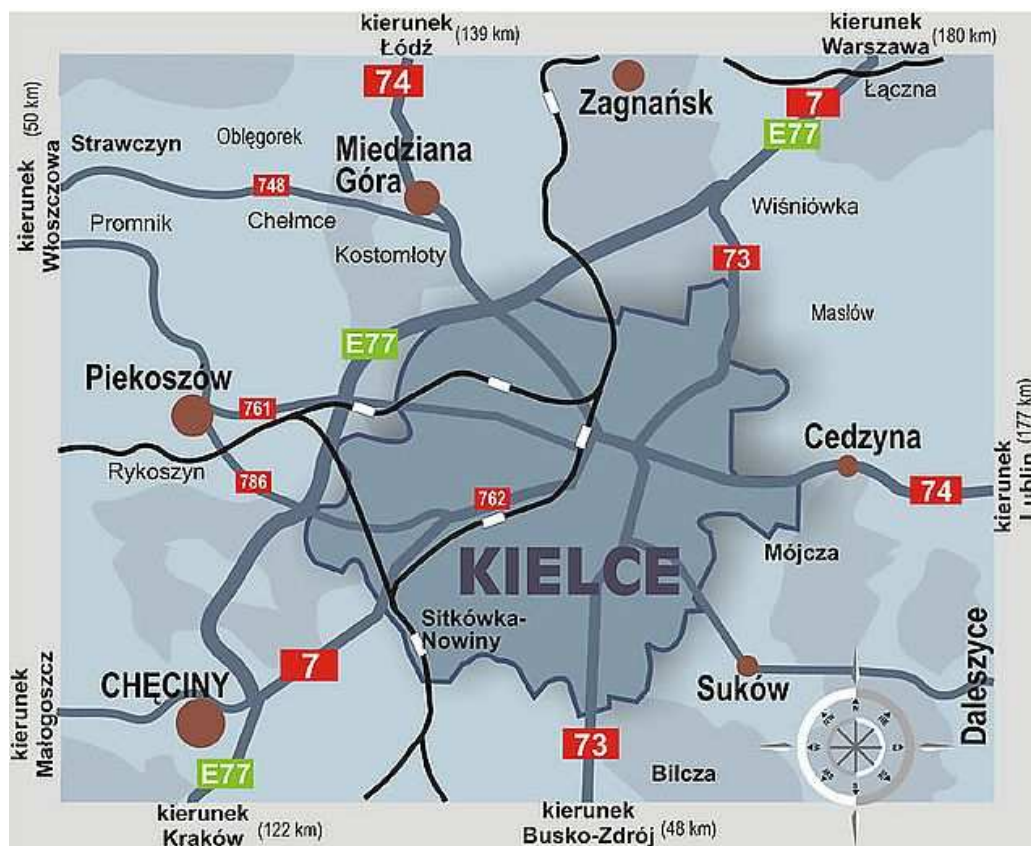 kierunek
Łódź (139 km)
kierunek
Warszawa (180 km)
74
Zagnańsk
7
Łączna
E77
kierunek
Włoszczowa (50 km)
Strawczyn
Oblęgorek
Miedziana
Góra
748
Promnik
Chełmce
Kostomłoty
Wiśniówka
73
Masłów
E77
Piekoszów
761
Rykoszyn
786
762
Cedzyna
74
kierunek
Lublin (177 km)
KIELCE
Mójcza
Sitkówka-
Nowiny
7
CHĘCINY
Suków
Daleszyce
kierunek
Małogoszcz
E77
73
Bilcza
kierunek
Kraków (122 km)
kierunek
Busko-Zdrój (48 km)